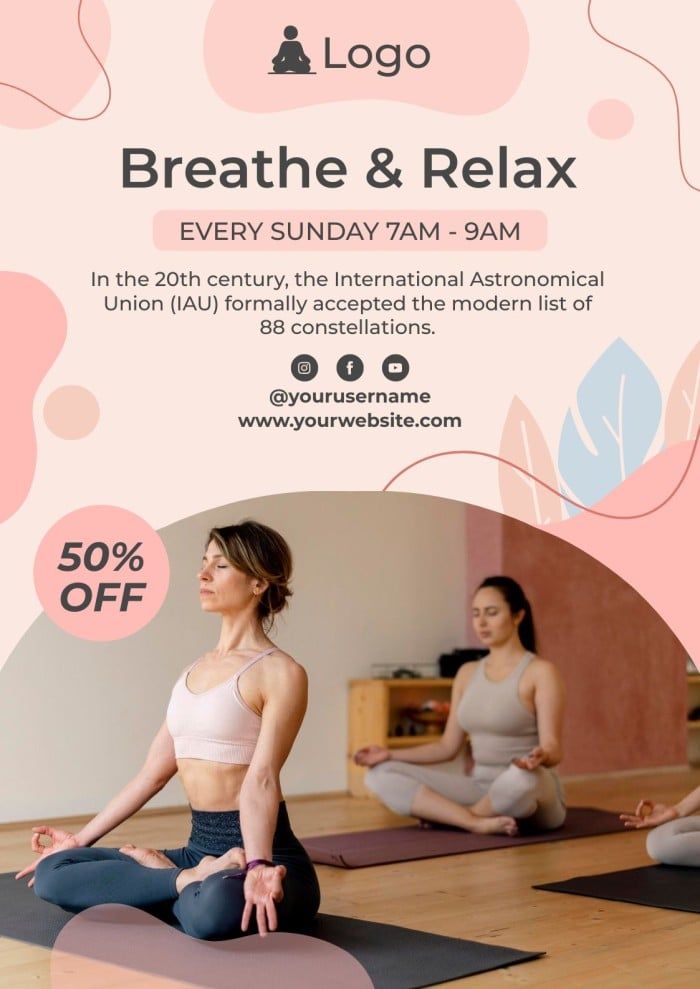 Logo
Breathe & Relax
EVERY SUNDAY 7AM - 9AM
In the 20th century, the International Astronomical
Union (IAU) formally accepted the modern list of
88 constellations.
@yourusername
www.yourwebsite.com
50%
OFF